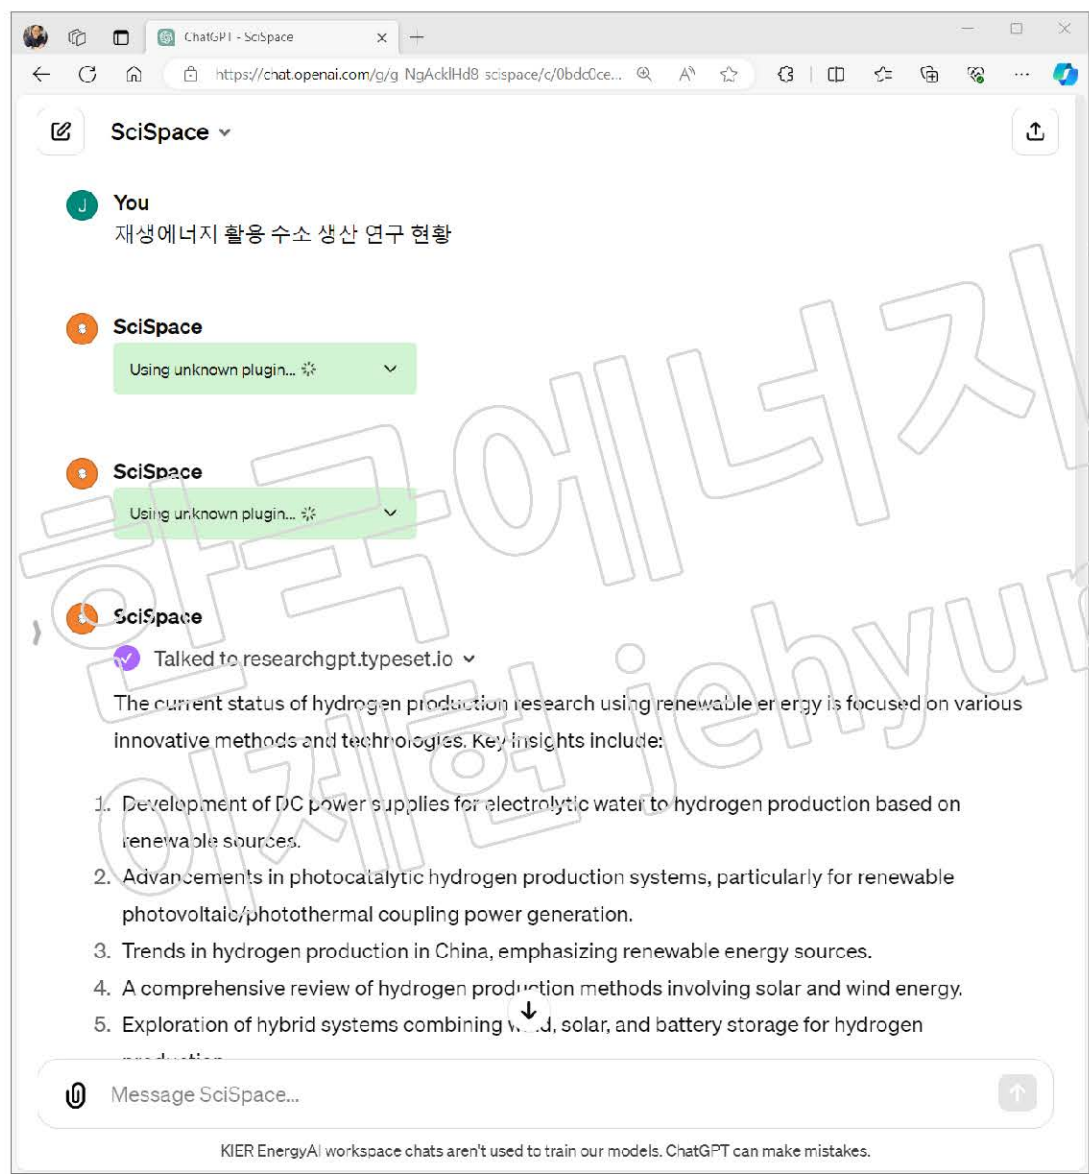 ChatGPT - SciSpace
https://chat.openai.com/g/g-NgAcklHd8-scispace/c/0bdc0ce...
SciSpace
You
재생에너지 활용 수소 생산 연구 현황
SciSpace
Using unknown plugin...
SciSpace
Using unknown plugin...
SciSpace
Talked to researchgpt.typeset.io
The current status of hydrogen production research using renewable energy is focused on various
innovative methods and technologies. Key insights include:
1. Development of DC power supplies for electrolytic water to hydrogen production based on
renewable sources.
2. Advancements in photocatalytic hydrogen production systems, particularly for renewable
photovoltaic/photothermal coupling power generation.
3. Trends in hydrogen production in China, emphasizing renewable energy sources.
4. A comprehensive review of hydrogen production methods involving solar and wind energy.
5. Exploration of hybrid systems combining wind, solar, and battery storage for hydrogen
production
Message SciSpace...
KIER EnergyAI workspace chats aren't used to train our models. ChatGPT can make mistakes.
한국에너지
이제현 jehyun